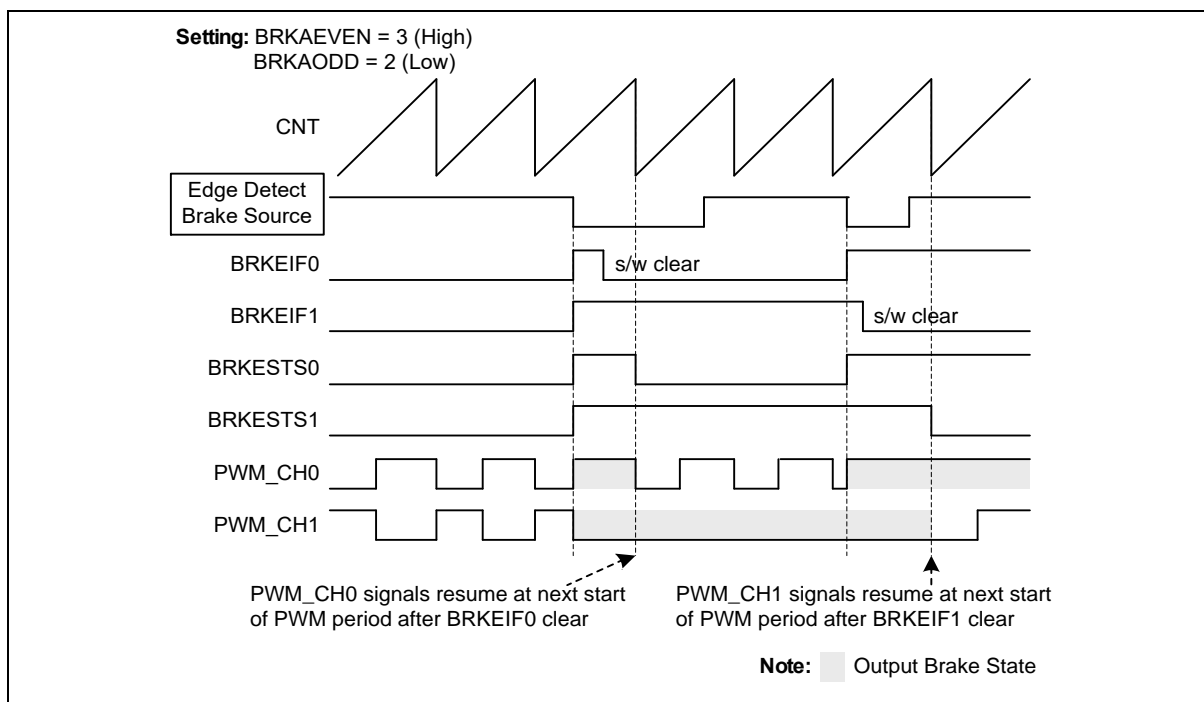 Setting: BRKAEVEN = 3 (High)
BRKAODD = 2 (Low)
CNT
Edge Detect
Brake Source
BRKEIF0
s/w clear
BRKEIF1
s/w clear
BRKESTS0
BRKESTS1
PWM_CH0
PWM_CH1
PWM_CH0 signals resume at next start
of PWM period after BRKEIF0 clear
PWM_CH1 signals resume at next start
of PWM period after BRKEIF1 clear
Note: Output Brake State